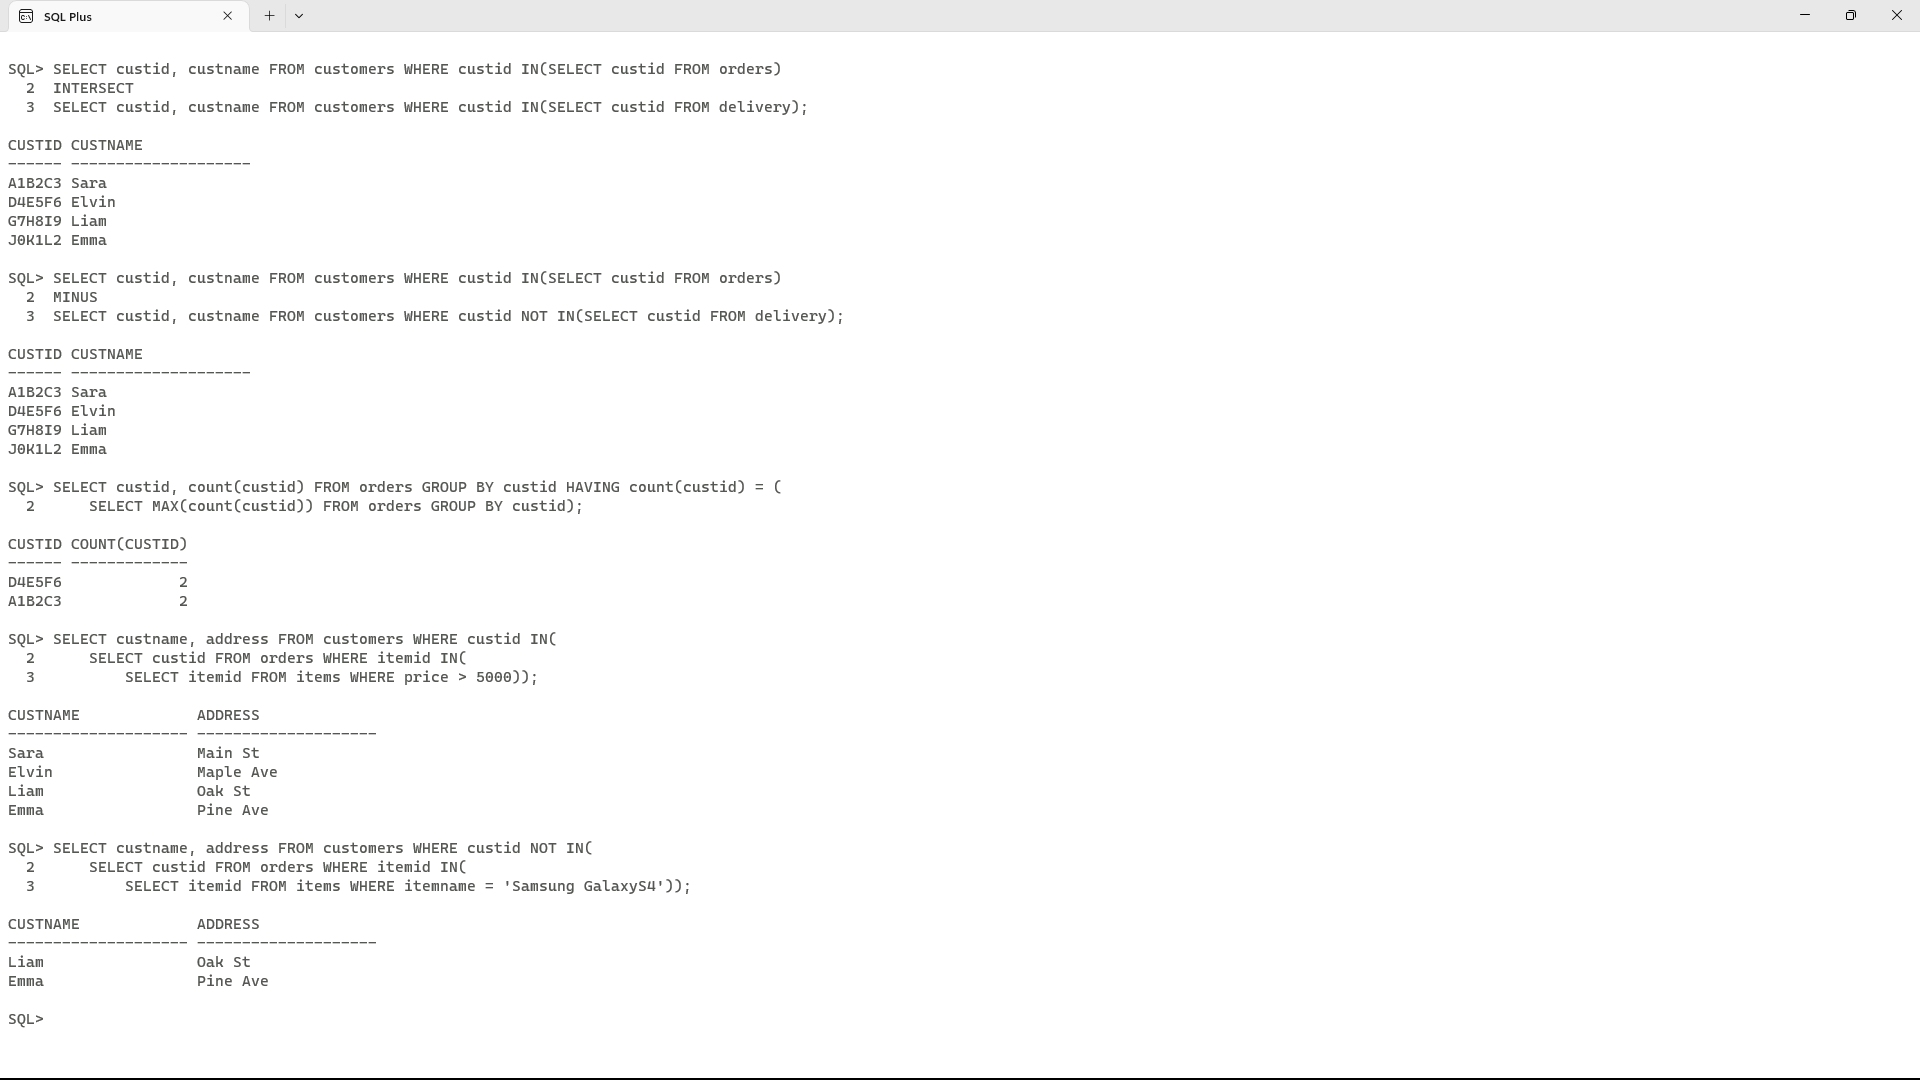 SQL Plus
SQL> SELECT custid, custname FROM customers WHERE custid IN(SELECT custid FROM orders)
  2  INTERSECT
  3  SELECT custid, custname FROM customers WHERE custid IN(SELECT custid FROM delivery);
CUSTID CUSTNAME
------ --------------------
A1B2C3 Sara
D4E5F6 Elvin
G7H8I9 Liam
J0K1L2 Emma
SQL> SELECT custid, custname FROM customers WHERE custid IN(SELECT custid FROM orders)
  2  MINUS
  3  SELECT custid, custname FROM customers WHERE custid NOT IN(SELECT custid FROM delivery);
CUSTID CUSTNAME
------ --------------------
A1B2C3 Sara
D4E5F6 Elvin
G7H8I9 Liam
J0K1L2 Emma
SQL> SELECT custid, count(custid) FROM orders GROUP BY custid HAVING count(custid) = (
  2      SELECT MAX(count(custid)) FROM orders GROUP BY custid);
CUSTID COUNT(CUSTID)
------ -------------
D4E5F6             2
A1B2C3             2
SQL> SELECT custname, address FROM customers WHERE custid IN(
  2      SELECT custid FROM orders WHERE itemid IN(
  3          SELECT itemid FROM items WHERE price > 5000));
CUSTNAME             ADDRESS
-------------------- --------------------
Sara                 Main St
Elvin                Maple Ave
Liam                 Oak St
Emma                 Pine Ave
SQL> SELECT custname, address FROM customers WHERE custid NOT IN(
  2      SELECT custid FROM orders WHERE itemid IN(
  3          SELECT itemid FROM items WHERE itemname = 'Samsung GalaxyS4'));
CUSTNAME             ADDRESS
-------------------- --------------------
Liam                 Oak St
Emma                 Pine Ave
SQL>